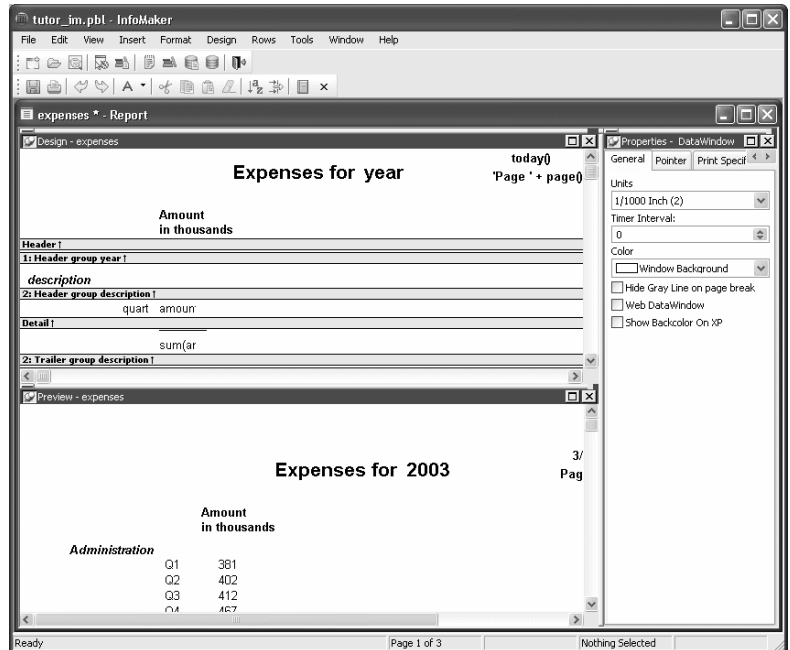 tutor_im.pbl - InfoMaker
File Edit View Insert Format Design Rows Tools Window Help
expenses * - Report
Design - expenses
Expenses for year
today()
'Page ' + page()
Amount
in thousands
Header ↑
1: Header group year ↑
description
2: Header group description ↑
quart amoun
Detail ↑
sum(ar
2: Trailer group description ↑
Preview - expenses
Expenses for 2003
3/
Pag
Amount
in thousands
Administration
Q1 381
Q2 402
Q3 412
Q4 467
Properties - DataWindow
General Pointer Print Specif
Units
1/1000 Inch (2)
Timer Interval:
0
Color
Window Background
Hide Gray Line on page break
Web DataWindow
Show Backcolor On XP
Ready Page 1 of 3 Nothing Selected